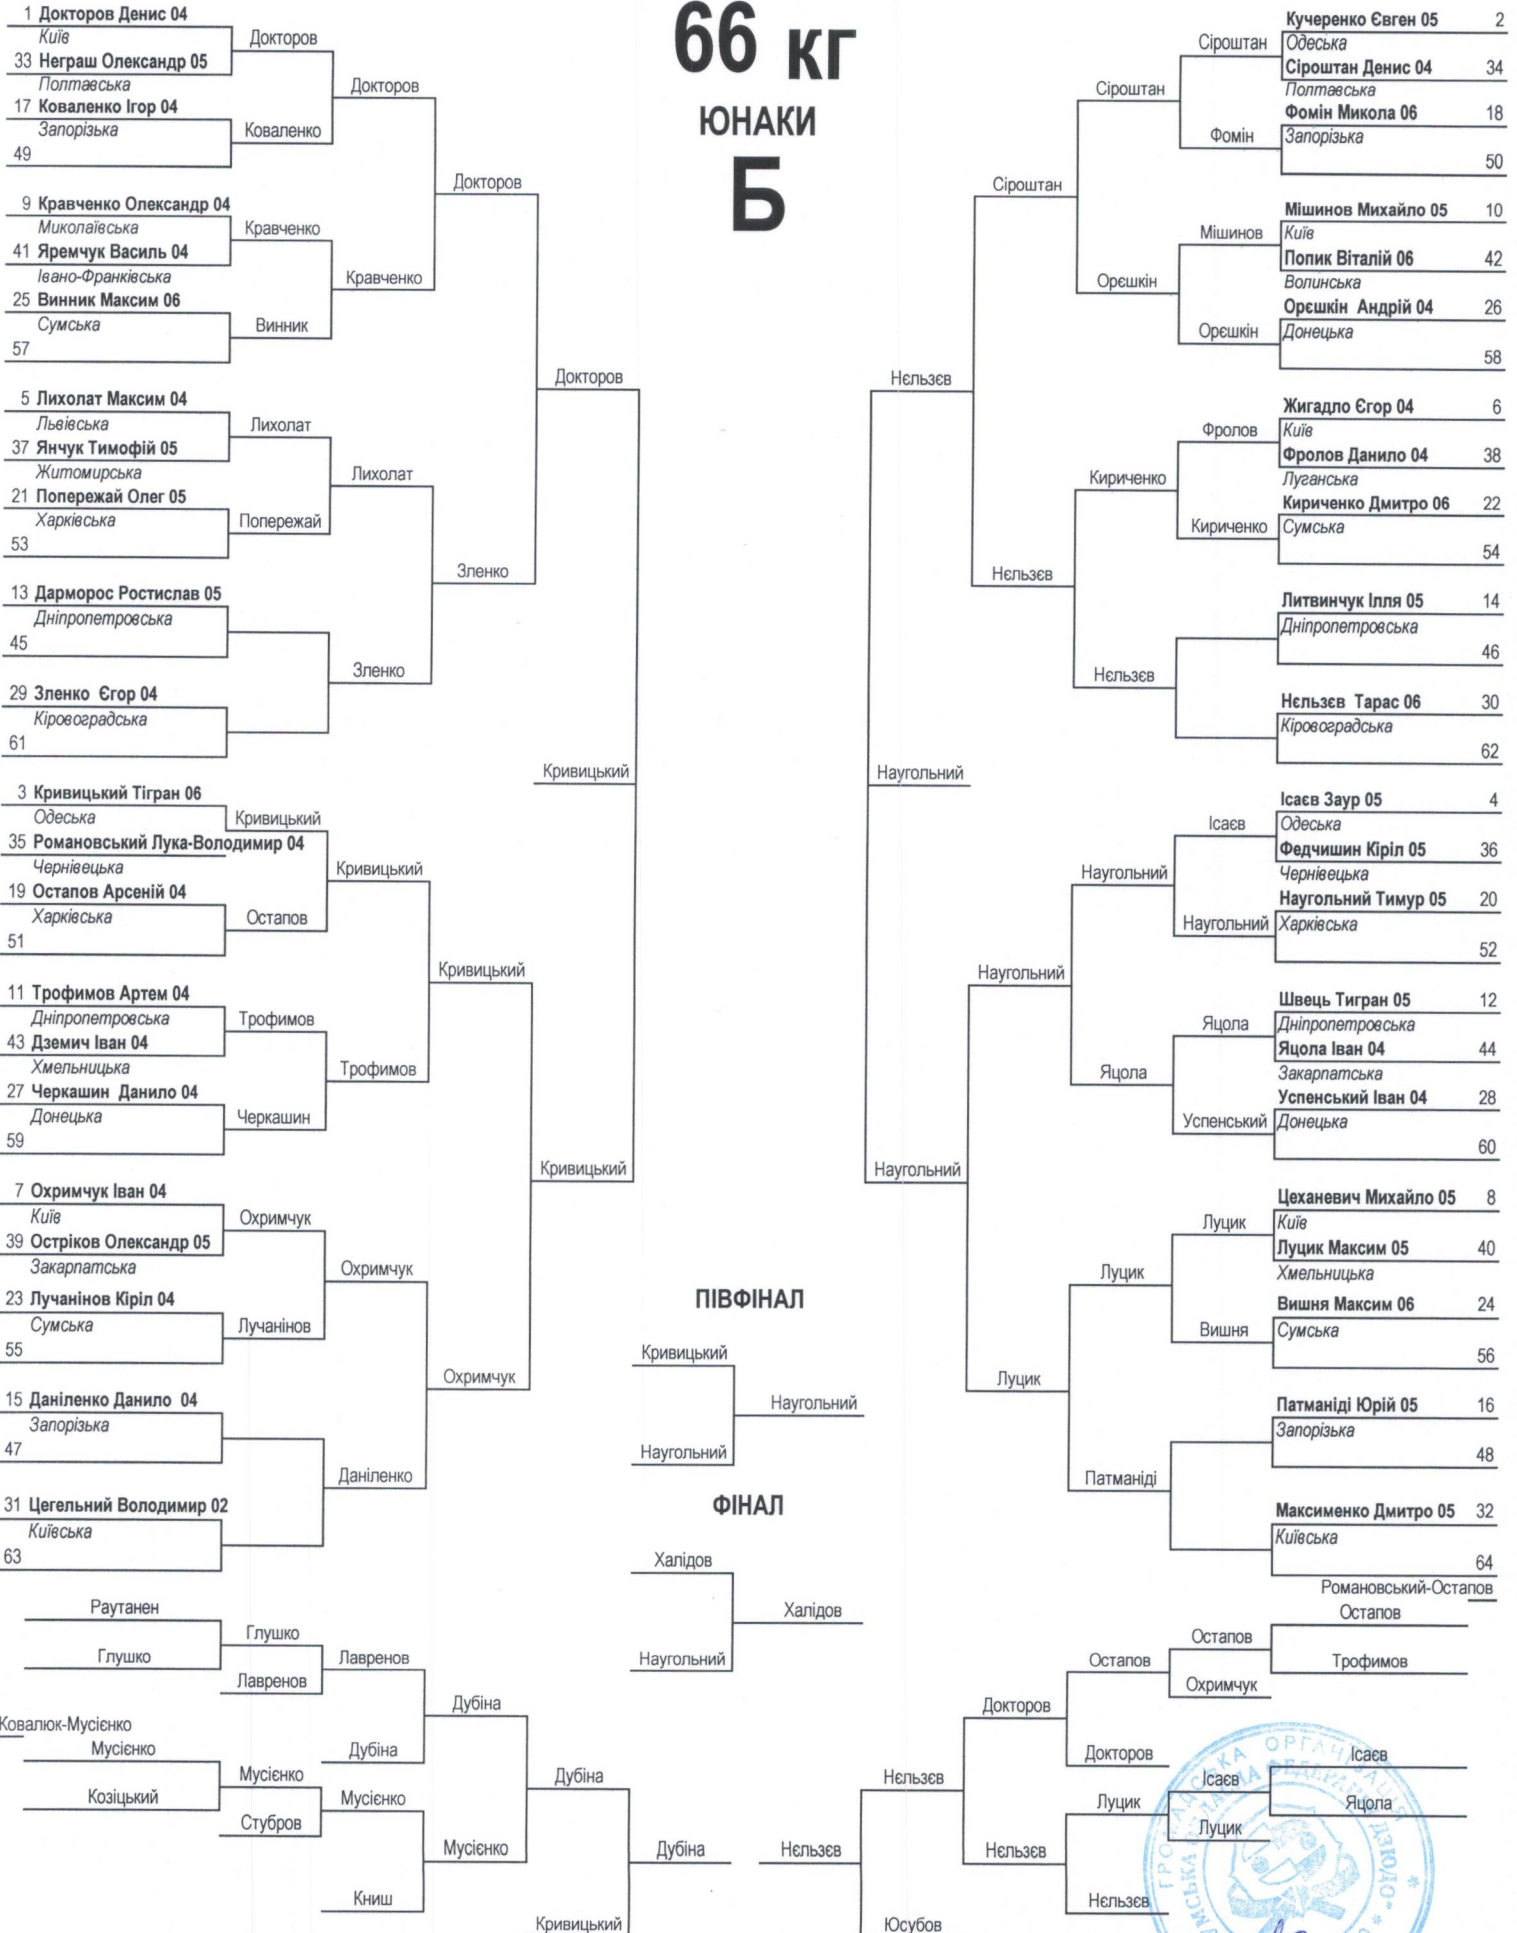 66 кг
ЮНАКИ
Б
1 Докторов Денис 04
Київ
Докторов
33 Неграш Олександр 05
Полтавська
Докторов
17 Коваленко Ігор 04
Запорізька
Коваленко
49
Докторов
9 Кравченко Олександр 04
Миколаївська
Кравченко
41 Яремчук Василь 04
Івано-Франківська
Кравченко
25 Винник Максим 06
Сумська
Винник
57
Докторов
5 Лихолат Максим 04
Львівська
Лихолат
37 Янчук Тимофій 05
Житомирська
Лихолат
21 Попережай Олег 05
Харківська
Попережай
53
Зленко
13 Дарморос Ростислав 05
Дніпропетровська
45
Зленко
29 Зленко Єгор 04
Кіровоградська
61
Кривицький
3 Кривицький Тігран 06
Одеська
Кривицький
35 Романовський Лука-Володимир 04
Чернівецька
Кривицький
19 Остапов Арсеній 04
Харківська
Остапов
51
Кривицький
11 Трофимов Артем 04
Дніпропетровська
Трофимов
43 Дземич Іван 04
Хмельницька
Трофимов
27 Черкашин Данило 04
Донецька
Черкашин
59
Кривицький
7 Охримчук Іван 04
Київ
Охримчук
39 Остріков Олександр 05
Закарпатська
Охримчук
23 Лучанінов Кіріл 04
Сумська
Лучанінов
55
Охримчук
15 Даніленко Данило 04
Запорізька
47
Даніленко
31 Цегельний Володимир 02
Київська
63
Кучеренко Євген 05 2
Сіроштан
Одеська
Сіроштан Денис 04 34
Сіроштан
Полтавська
Фомін Микола 06 18
Фомін
Запорізька
50
Сіроштан
Мішинов Михайло 05 10
Мішинов
Київ
Попик Віталій 06 42
Орєшкін
Волинська
Орєшкін Андрій 04 26
Орєшкін
Донецька
58
Нєльзєв
Жигадло Єгор 04 6
Фролов
Київ
Фролов Данило 04 38
Кириченко
Луганська
Кириченко Дмитро 06 22
Кириченко
Сумська
54
Нєльзєв
Литвинчук Ілля 05 14
Дніпропетровська
46
Нєльзєв
Нєльзєв Тарас 06 30
Кіровоградська
62
Наугольний
Ісаєв Заур 05 4
Ісаєв
Одеська
Федчишин Кіріл 05 36
Наугольний
Чернівецька
Наугольний Тимур 05 20
Наугольний
Харківська
52
Наугольний
Швець Тигран 05 12
Яцола
Дніпропетровська
Яцола Іван 04 44
Яцола
Закарпатська
Успенський Іван 04 28
Успенський
Донецька
60
Наугольний
Цеханевич Михайло 05 8
Луцик
Київ
Луцик Максим 05 40
Луцик
Хмельницька
Вишня Максим 06 24
Вишня
Сумська
56
Луцик
Патманіді Юрій 05 16
Запорізька
48
Патманіді
Максименко Дмитро 05 32
Київська
64
ПІВФІНАЛ
Кривицький
Наугольний
Наугольний
ФІНАЛ
Халідов
Халідов
Наугольний
Раутанен
Глушко
Глушко
Лавренов
Лавренов
Дубіна
Дубіна
Ковалюк-Мусієнко
Мусієнко
Козіцький
Мусієнко
Стубров
Мусієнко
Мусієнко
Книш
Дубіна
Дубіна
Кривицький
Романовський-Остапов
Остапов
Трофимов
Остапов
Охримчук
Остапов
Докторов
Докторов
Ісаєв
Яцола
Ісаєв
Луцик
Луцик
Нєльзєв
Нєльзєв
Нєльзєв
Нєльзєв
Юсубов